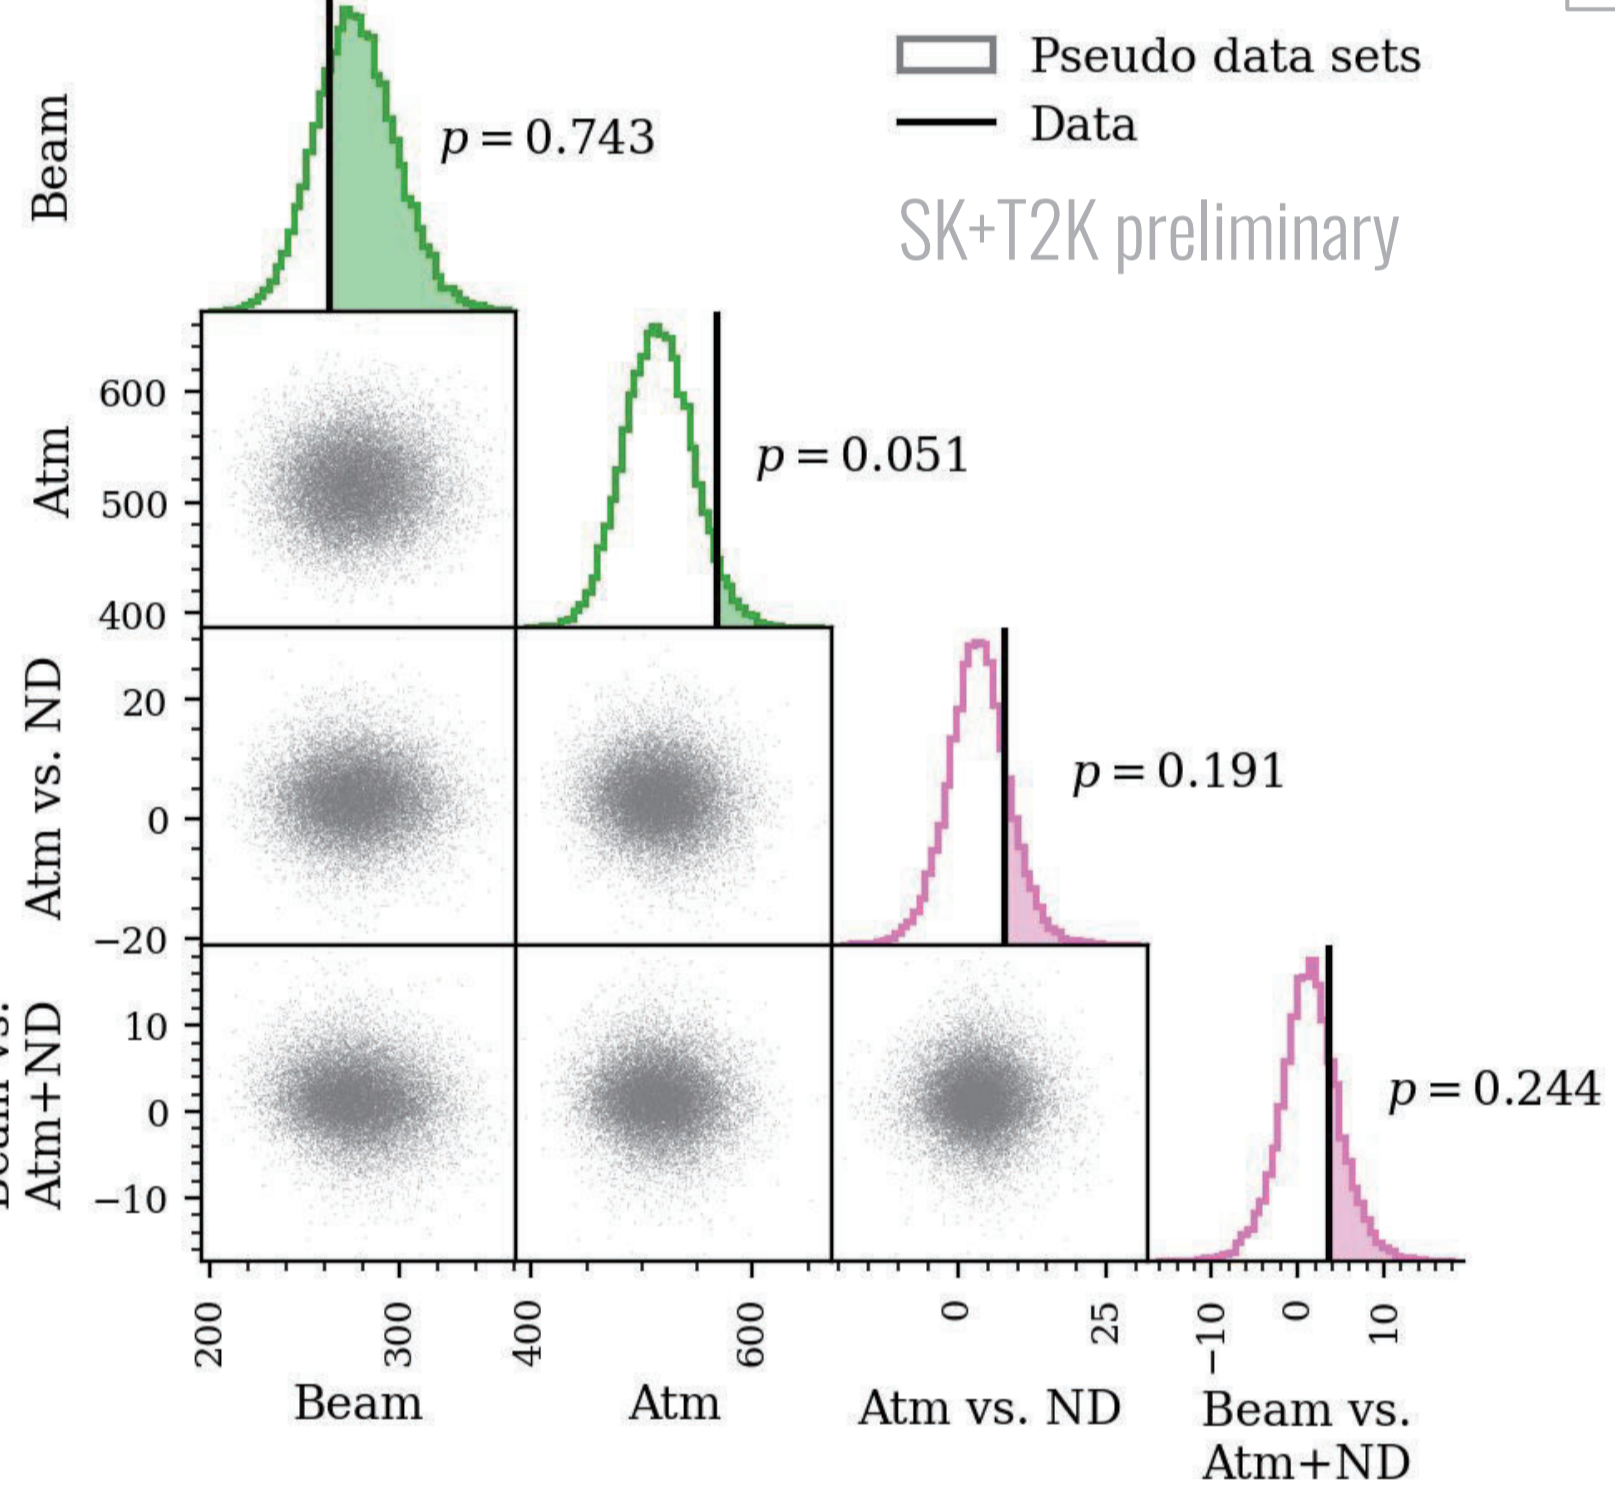 Pseudo data sets
Data
SK+T2K preliminary
Beam
p = 0.743
Atm
600
500
400
p = 0.051
Atm vs. ND
20
0
−20
p = 0.191
Atm+ND
10
0
−10
p = 0.244
200
300
400
600
0
25
−10
0
10
Beam
Atm
Atm vs. ND
Beam vs.
Atm+ND